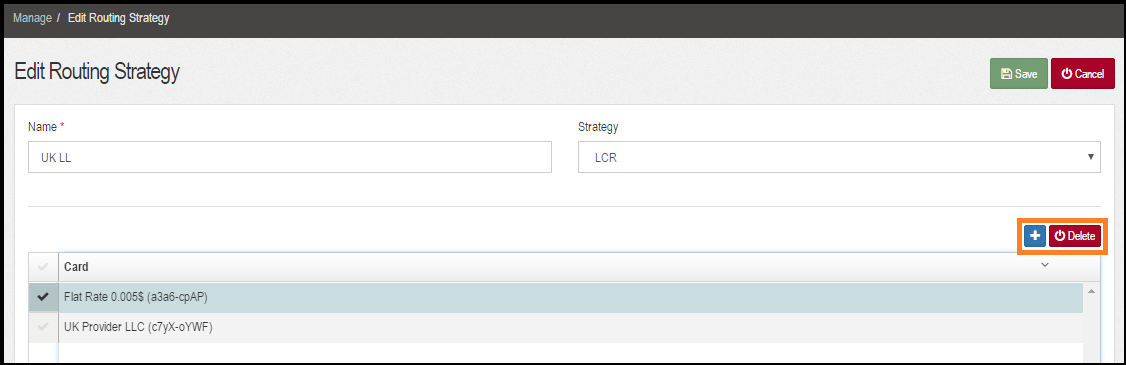 Manage / Edit Routing Strategy
Edit Routing Strategy
Save Cancel
Name * Strategy
UK LL LCR
+ Delete
Card
Flat Rate 0.005$ (a3a6-cpAP)
UK Provider LLC (c7yX-oYWF)